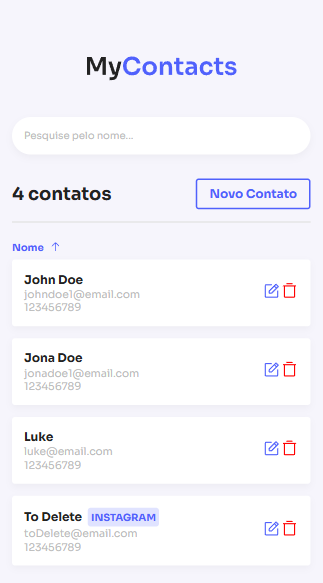 MyContacts
Pesquise pelo nome...
4 contatos
Novo Contato
Nome ↑
John Doe
johndoe1@email.com
123456789
Jona Doe
jonadoe1@email.com
123456789
Luke
luke@email.com
123456789
To Delete INSTAGRAM
toDelete@email.com
123456789